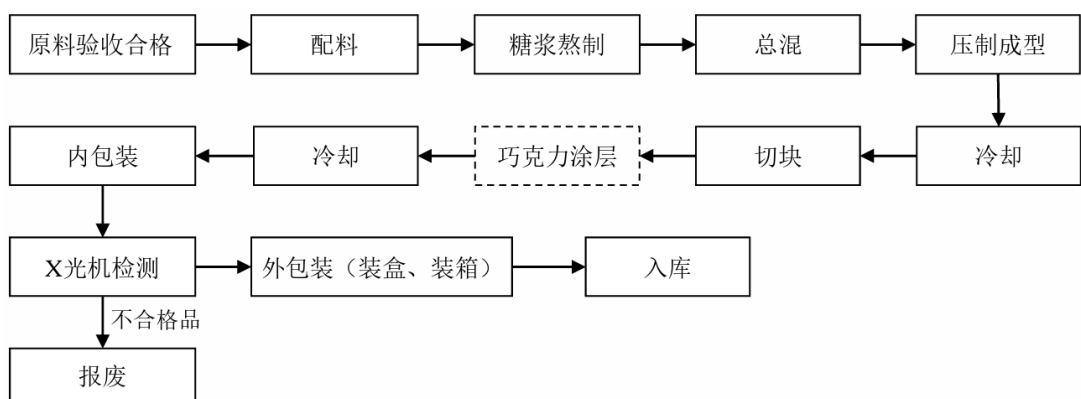 原料验收合格
配料
糖浆熬制
总混
压制成型
冷却
切块
巧克力涂层
冷却
内包装
X光机检测
外包装（装盒、装箱）
入库
不合格品
报废